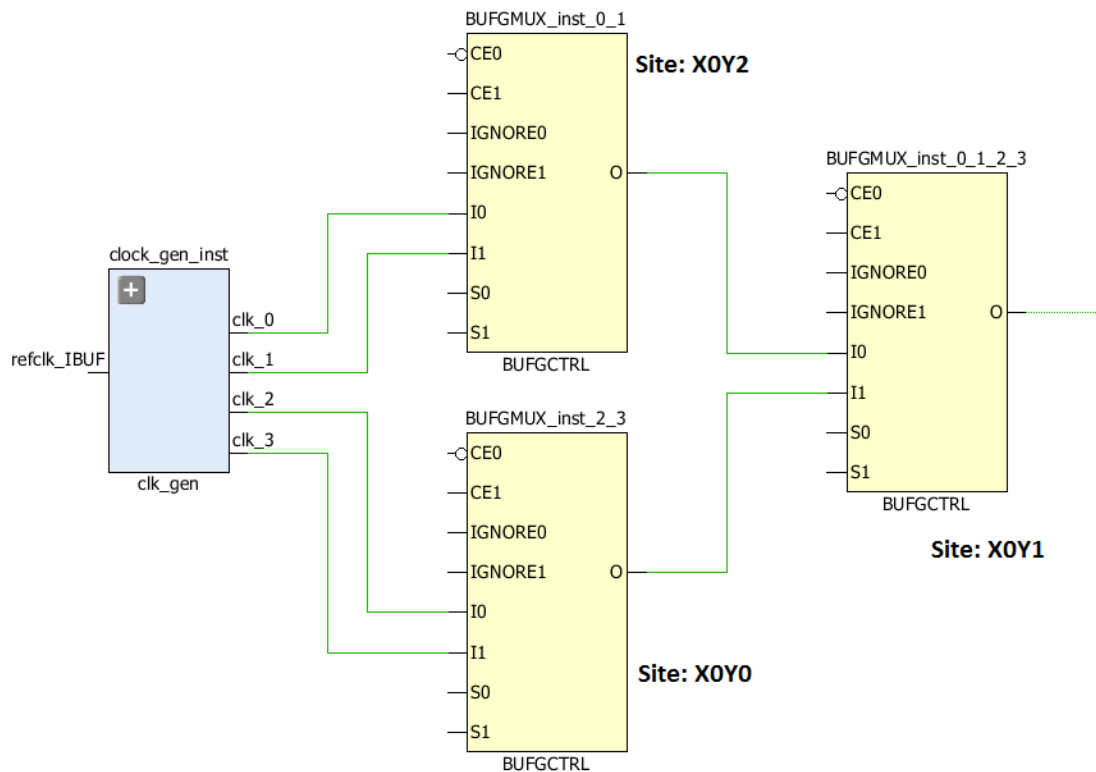 BUFGMUX_inst_0_1
CE0
CE1
IGNORE0
IGNORE1
O
I0
I1
S0
S1
BUFGCTRL
Site: X0Y2
clock_gen_inst
+
refclk_IBUF
clk_0
clk_1
clk_2
clk_3
clk_gen
BUFGMUX_inst_2_3
CE0
CE1
IGNORE0
IGNORE1
O
I0
I1
S0
S1
BUFGCTRL
Site: X0Y0
BUFGMUX_inst_0_1_2_3
CE0
CE1
IGNORE0
IGNORE1
O
I0
I1
S0
S1
BUFGCTRL
Site: X0Y1